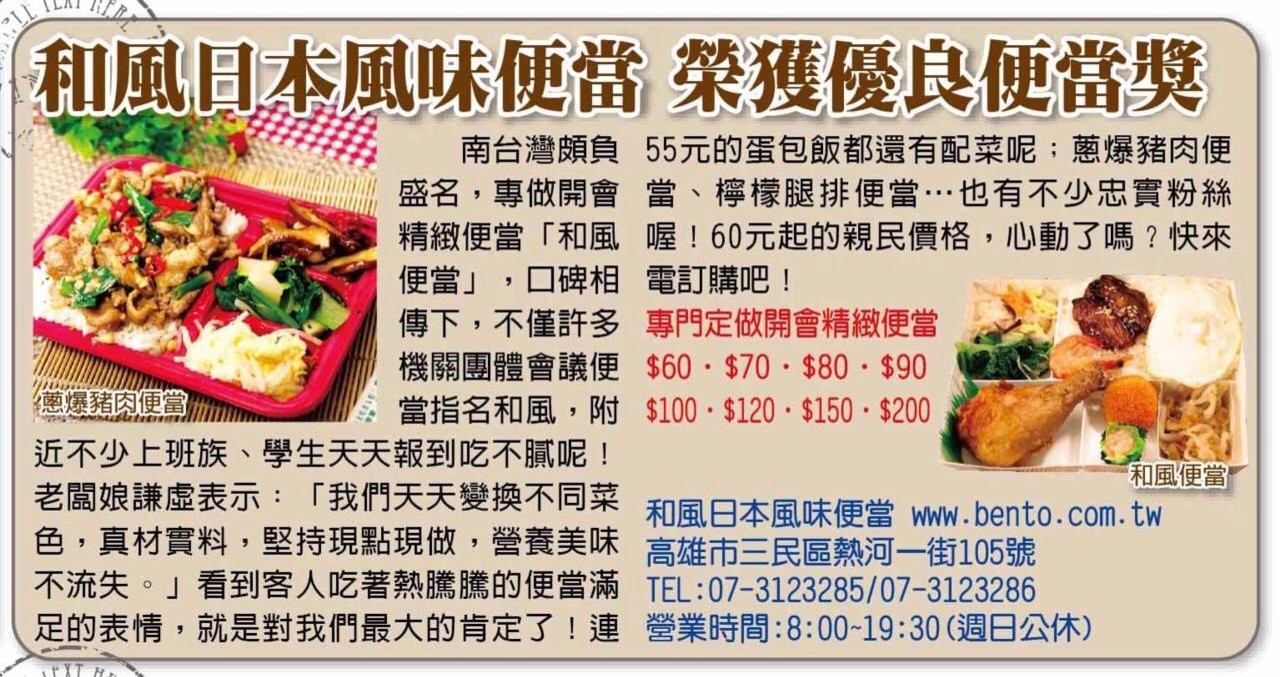 TEXT HERE
和風日本風味便當 榮獲優良便當獎
南台灣頗負
盛名，專做開會
精緻便當「和風
便當」，口碑相
傳下，不僅許多
機關團體會議便
當指名和風，附
近不少上班族、學生天天報到吃不膩呢！
老闆娘謙虛表示：「我們天天變換不同菜
色，真材實料，堅持現點現做，營養美味
不流失。」看到客人吃著熱騰騰的便當滿
足的表情，就是對我們最大的肯定了！連
蔥爆豬肉便當
55元的蛋包飯都還有配菜呢；蔥爆豬肉便
當、檸檬腿排便當…也有不少忠實粉絲
喔！60元起的親民價格，心動了嗎？快來
電訂購吧！
專門定做開會精緻便當
$60・$70・$80・$90
$100・$120・$150・$200
和風便當
和風日本風味便當 www.bento.com.tw
高雄市三民區熱河一街105號
TEL:07-3123285/07-3123286
營業時間:8:00~19:30(週日公休)